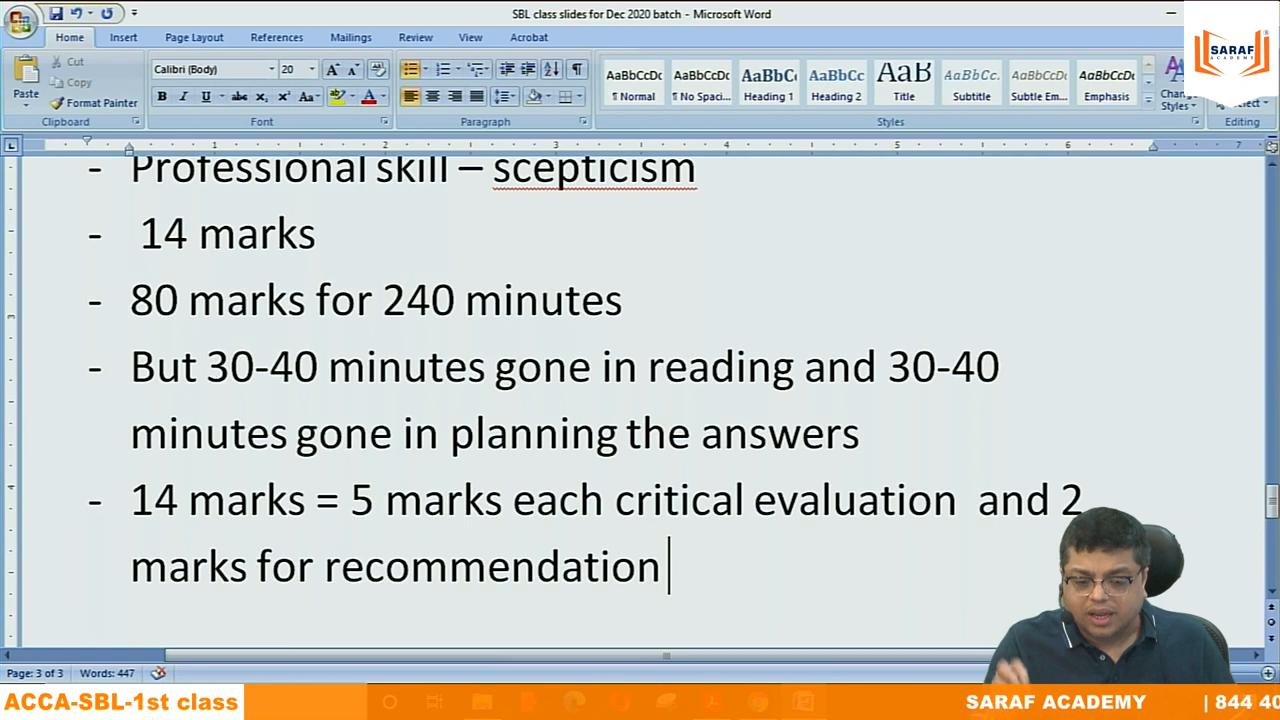 SBL class slides for Dec 2020 batch - Microsoft Word
Home Insert Page Layout References Mailings Review View Acrobat
Cut
Copy
Format Painter
Paste
Calibri (Body) 20
AaBbCcDc AaBbCcDc AaBbCc AaBbCc AaB AaBbCc. AaBbCcDc AaBbCcDc
¶ Normal ¶ No Spaci... Heading 1 Heading 2 Title Subtitle Subtle Em... Emphasis
Change Styles
Clipboard Font Paragraph Styles Editing
SARAF
ACADEMY
- Professional skill – scepticism
- 14 marks
- 80 marks for 240 minutes
- But 30-40 minutes gone in reading and 30-40
minutes gone in planning the answers
- 14 marks = 5 marks each critical evaluation and 2
marks for recommendation
Page: 3 of 3 Words: 447
ACCA-SBL-1st class
SARAF ACADEMY | 844 40